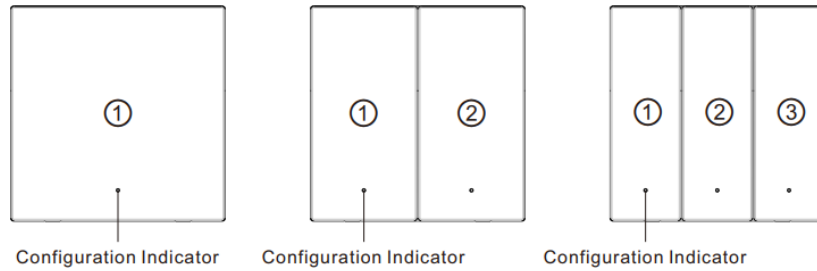 ① ① ② ① ② ③
Configuration Indicator Configuration Indicator Configuration Indicator